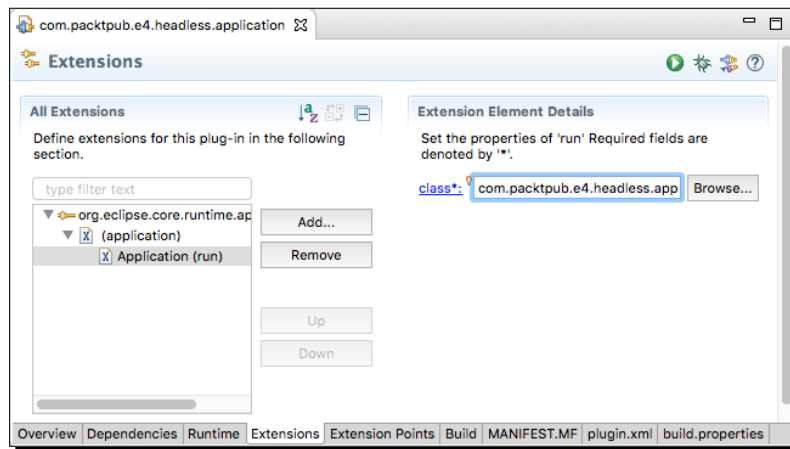 com.packtpub.e4.headless.application
Extensions
All Extensions
Define extensions for this plug-in in the following
section.
type filter text
org.eclipse.core.runtime.ap
(application)
Application (run)
Add...
Remove
Up
Down
Extension Element Details
Set the properties of 'run' Required fields are
denoted by '*'.
class*: com.packtpub.e4.headless.app Browse...
Overview Dependencies Runtime Extensions Extension Points Build MANIFEST.MF plugin.xml build.properties